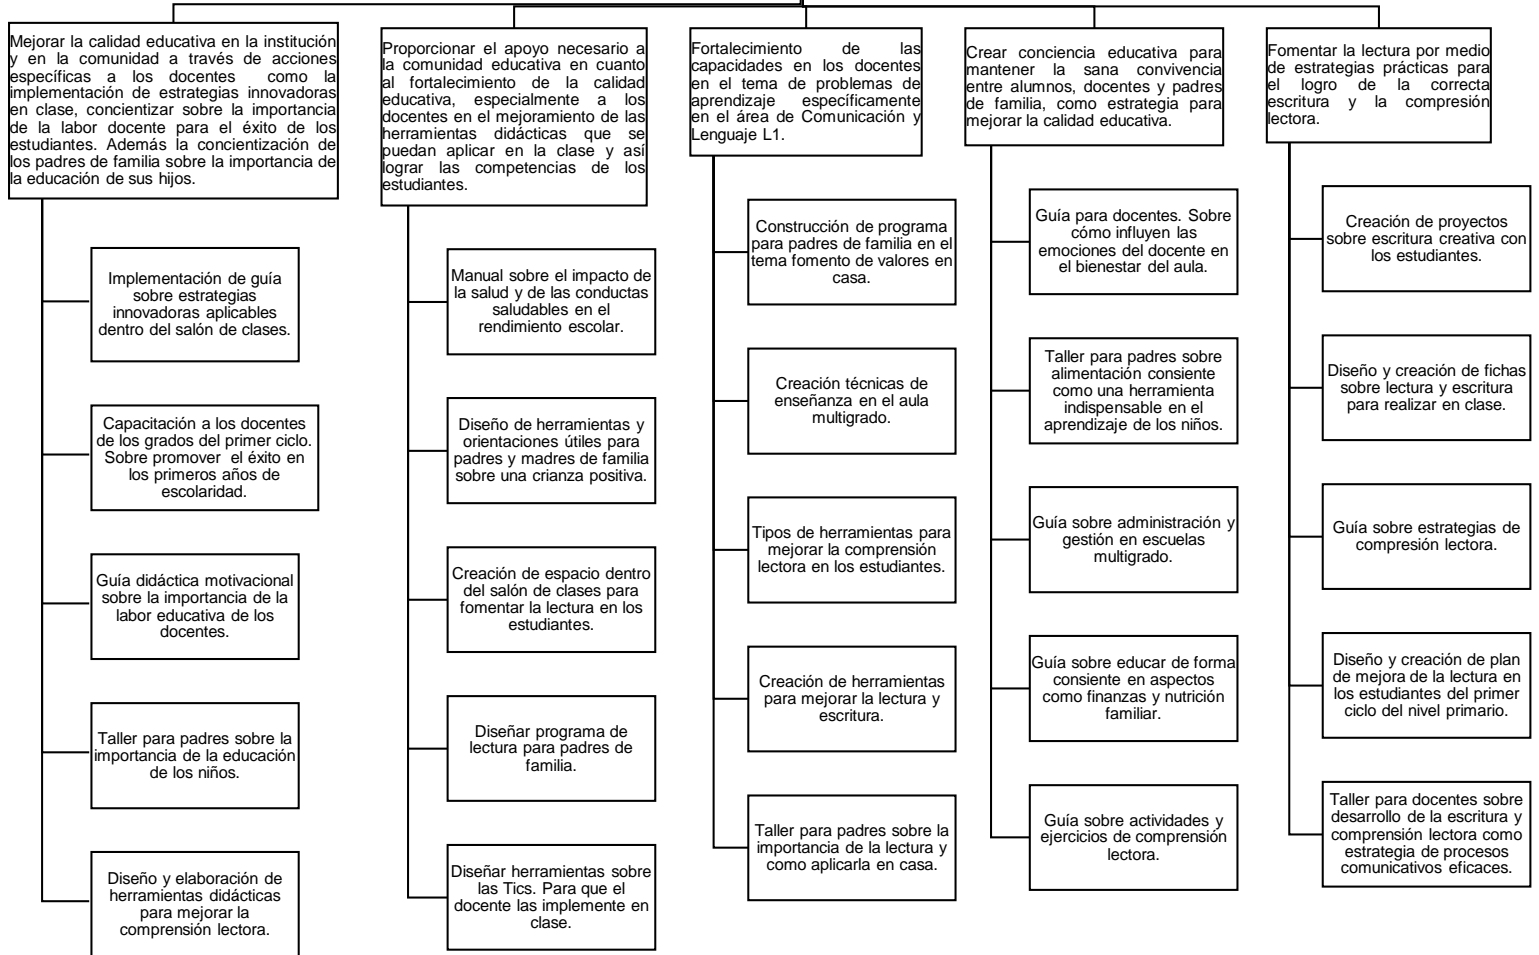 Mejorar la calidad educativa en la institución
y en la comunidad a través de acciones
específicas a los docentes como la
implementación de estrategias innovadoras
en clase, concientizar sobre la importancia
de la labor docente para el éxito de los
estudiantes. Además la concientización de
los padres de familia sobre la importancia de
la educación de sus hijos.
Implementación de guía
sobre estrategias
innovadoras aplicables
dentro del salón de clases.
Capacitación a los docentes
de los grados del primer ciclo.
Sobre promover el éxito en
los primeros años de
escolaridad.
Guía didáctica motivacional
sobre la importancia de la
labor educativa de los
docentes.
Taller para padres sobre la
importancia de la educación
de los niños.
Diseño y elaboración de
herramientas didácticas
para mejorar la
comprensión lectora.
Proporcionar el apoyo necesario a
la comunidad educativa en cuanto
al fortalecimiento de la calidad
educativa, especialmente a los
docentes en el mejoramiento de las
herramientas didácticas que se
puedan aplicar en la clase y así
lograr las competencias de los
estudiantes.
Manual sobre el impacto de
la salud y de las conductas
saludables en el
rendimiento escolar.
Diseño de herramientas y
orientaciones útiles para
padres y madres de familia
sobre una crianza positiva.
Creación de espacio dentro
del salón de clases para
fomentar la lectura en los
estudiantes.
Diseñar programa de
lectura para padres de
familia.
Diseñar herramientas sobre
las Tics. Para que el
docente las implemente en
clase.
Fortalecimiento de las
capacidades en los docentes
en el tema de problemas de
aprendizaje específicamente
en el área de Comunicación y
Lenguaje L1.
Construcción de programa
para padres de familia en el
tema fomento de valores en
casa.
Creación técnicas de
enseñanza en el aula
multigrado.
Tipos de herramientas para
mejorar la comprensión
lectora en los estudiantes.
Creación de herramientas
para mejorar la lectura y
escritura.
Taller para padres sobre la
importancia de la lectura y
como aplicarla en casa.
Crear conciencia educativa para
mantener la sana convivencia
entre alumnos, docentes y padres
de familia, como estrategia para
mejorar la calidad educativa.
Guía para docentes. Sobre
cómo influyen las
emociones del docente en
el bienestar del aula.
Taller para padres sobre
alimentación consiente
como una herramienta
indispensable en el
aprendizaje de los niños.
Guía sobre administración y
gestión en escuelas
multigrado.
Guía sobre educar de forma
consiente en aspectos
como finanzas y nutrición
familiar.
Guía sobre actividades y
ejercicios de comprensión
lectora.
Fomentar la lectura por medio
de estrategias prácticas para
el logro de la correcta
escritura y la compresión
lectora.
Creación de proyectos
sobre escritura creativa con
los estudiantes.
Diseño y creación de fichas
sobre lectura y escritura
para realizar en clase.
Guía sobre estrategias de
compresión lectora.
Diseño y creación de plan
de mejora de la lectura en
los estudiantes del primer
ciclo del nivel primario.
Taller para docentes sobre
desarrollo de la escritura y
comprensión lectora como
estrategia de procesos
comunicativos eficaces.